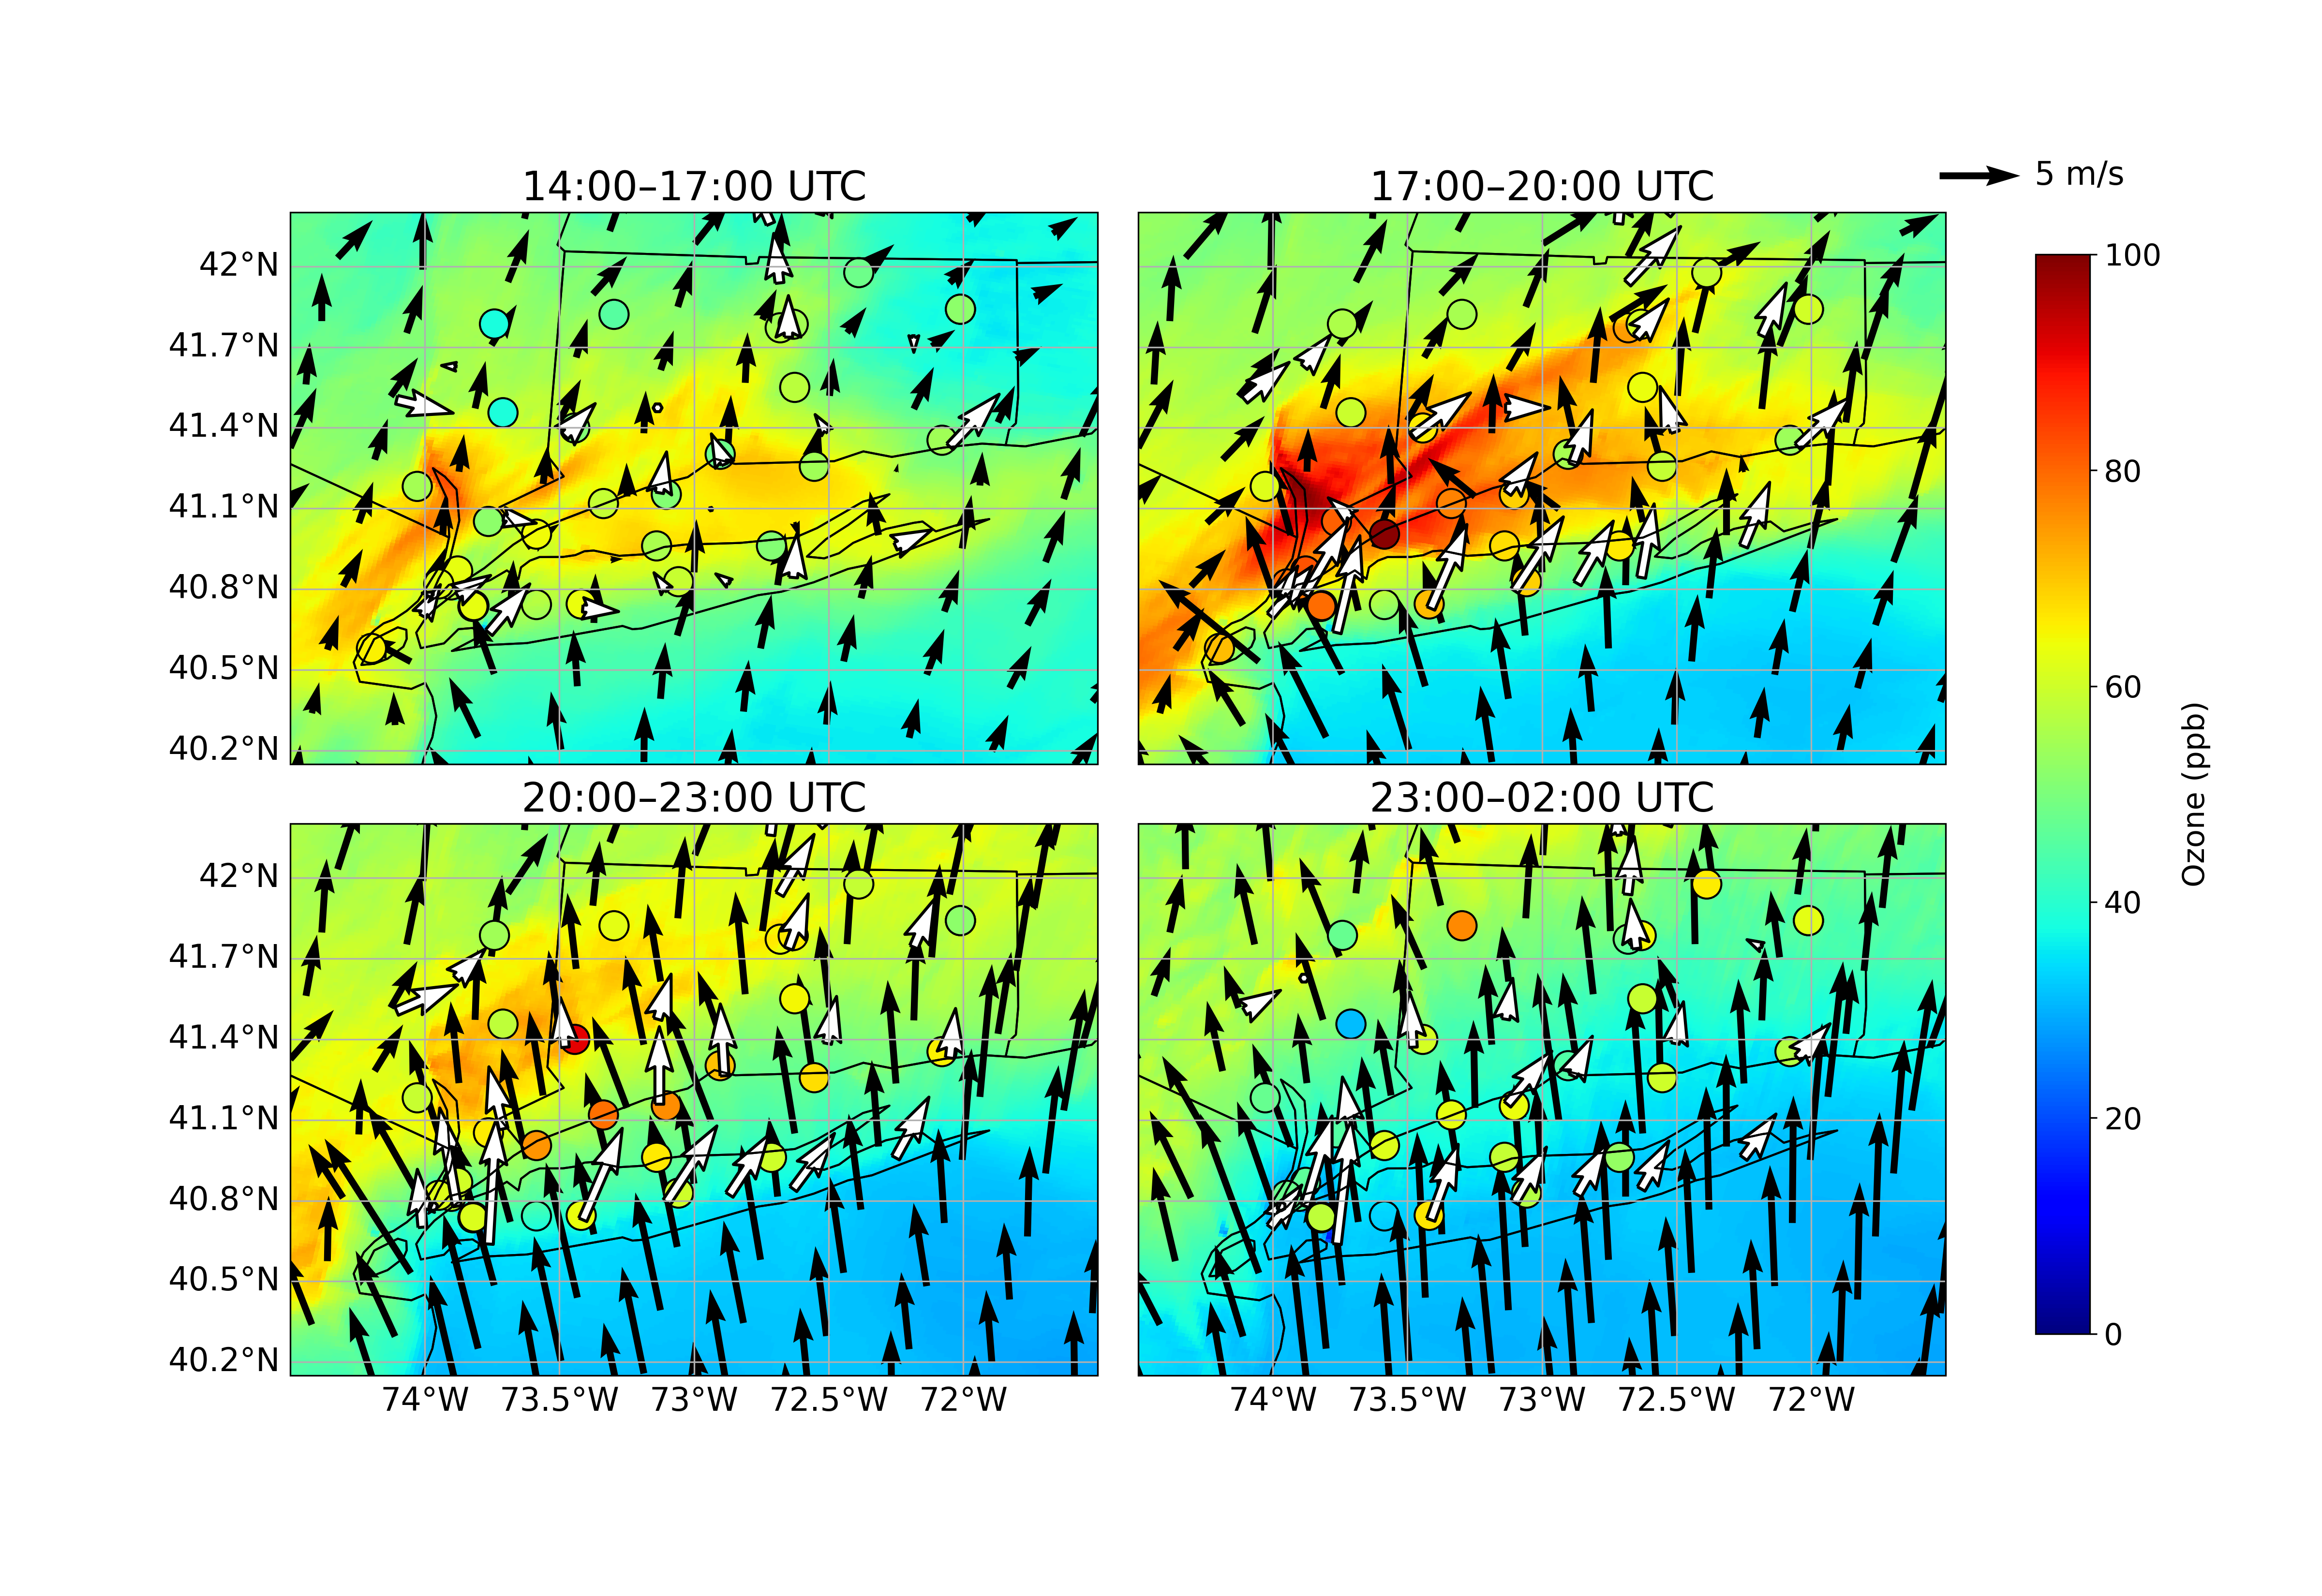 14:00–17:00 UTC
17:00–20:00 UTC
5 m/s
42°N
41.7°N
41.4°N
41.1°N
40.8°N
40.5°N
40.2°N
20:00–23:00 UTC
23:00–02:00 UTC
42°N
41.7°N
41.4°N
41.1°N
40.8°N
40.5°N
40.2°N
74°W 73.5°W 73°W 72.5°W 72°W
74°W 73.5°W 73°W 72.5°W 72°W
100
80
60
40
20
0
Ozone (ppb)